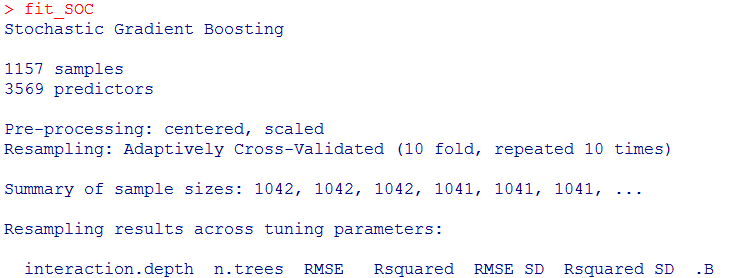 > fit_SOC
Stochastic Gradient Boosting
1157 samples
3569 predictors
Pre-processing: centered, scaled
Resampling: Adaptively Cross-Validated (10 fold, repeated 10 times)
Summary of sample sizes: 1042, 1042, 1042, 1041, 1041, 1041, ...
Resampling results across tuning parameters:
interaction.depth  n.trees  RMSE   Rsquared  RMSE SD  Rsquared SD  .B